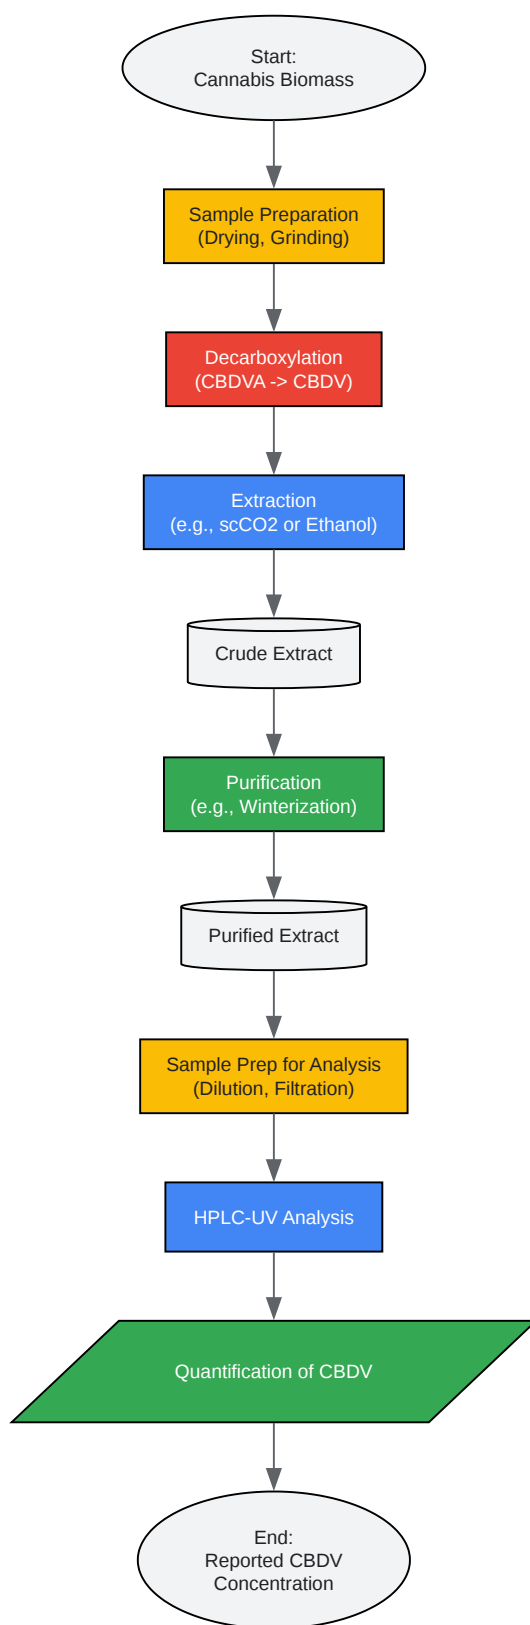 Start:
Cannabis Biomass
Sample Preparation
(Drying, Grinding)
Decarboxylation
(CBDVA -> CBDV)
Extraction
(e.g., scCO2 or Ethanol)
Crude Extract
Purification
(e.g., Winterization)
Purified Extract
Sample Prep for Analysis
(Dilution, Filtration)
HPLC-UV Analysis
Quantification of CBDV
End:
Reported CBDV
Concentration